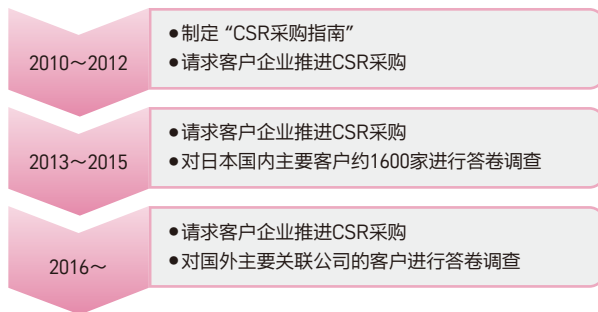 2010～2012
●制定 “CSR采购指南”
●请求客户企业推进CSR采购
2013～2015
●请求客户企业推进CSR采购
●对日本国内主要客户约1600家进行答卷调查
2016～
●请求客户企业推进CSR采购
●对国外主要关联公司的客户进行答卷调查